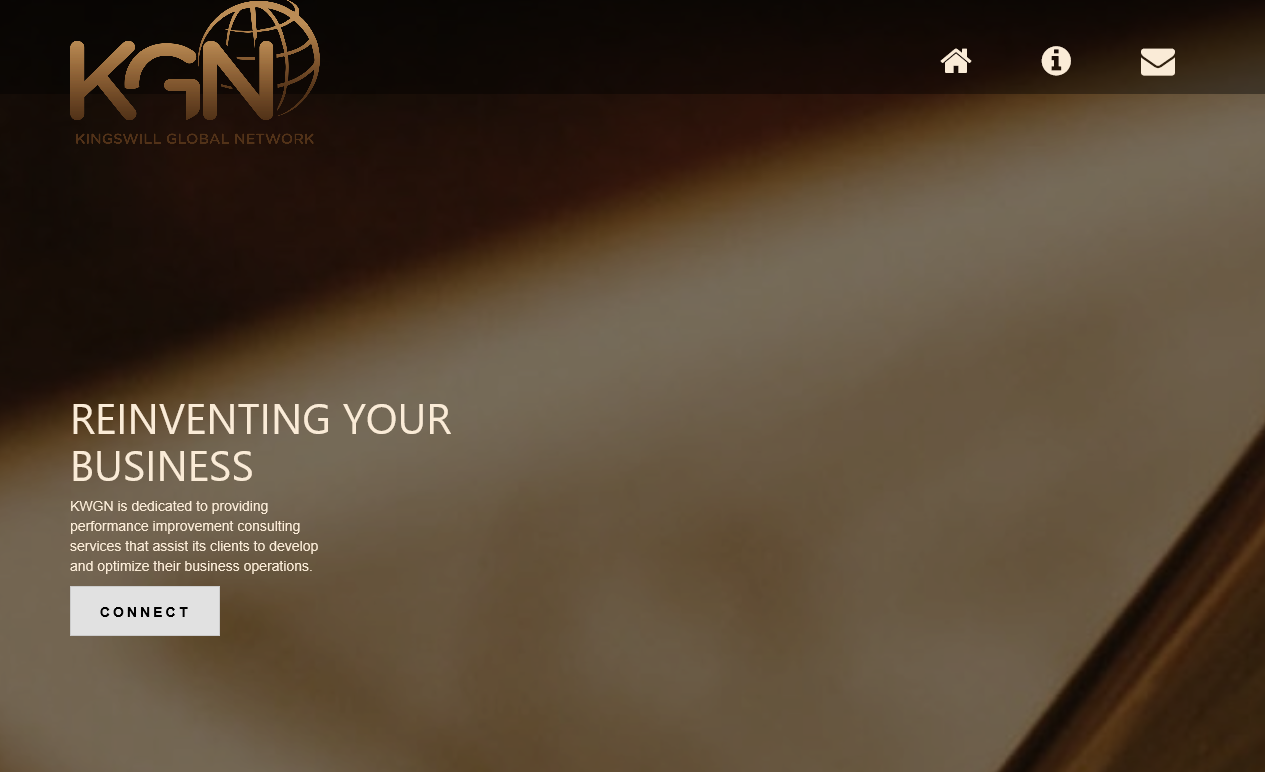 KGN
KINGSWILL GLOBAL NETWORK
REINVENTING YOUR
BUSINESS
KWGN is dedicated to providing
performance improvement consulting
services that assist its clients to develop
and optimize their business operations.
CONNECT